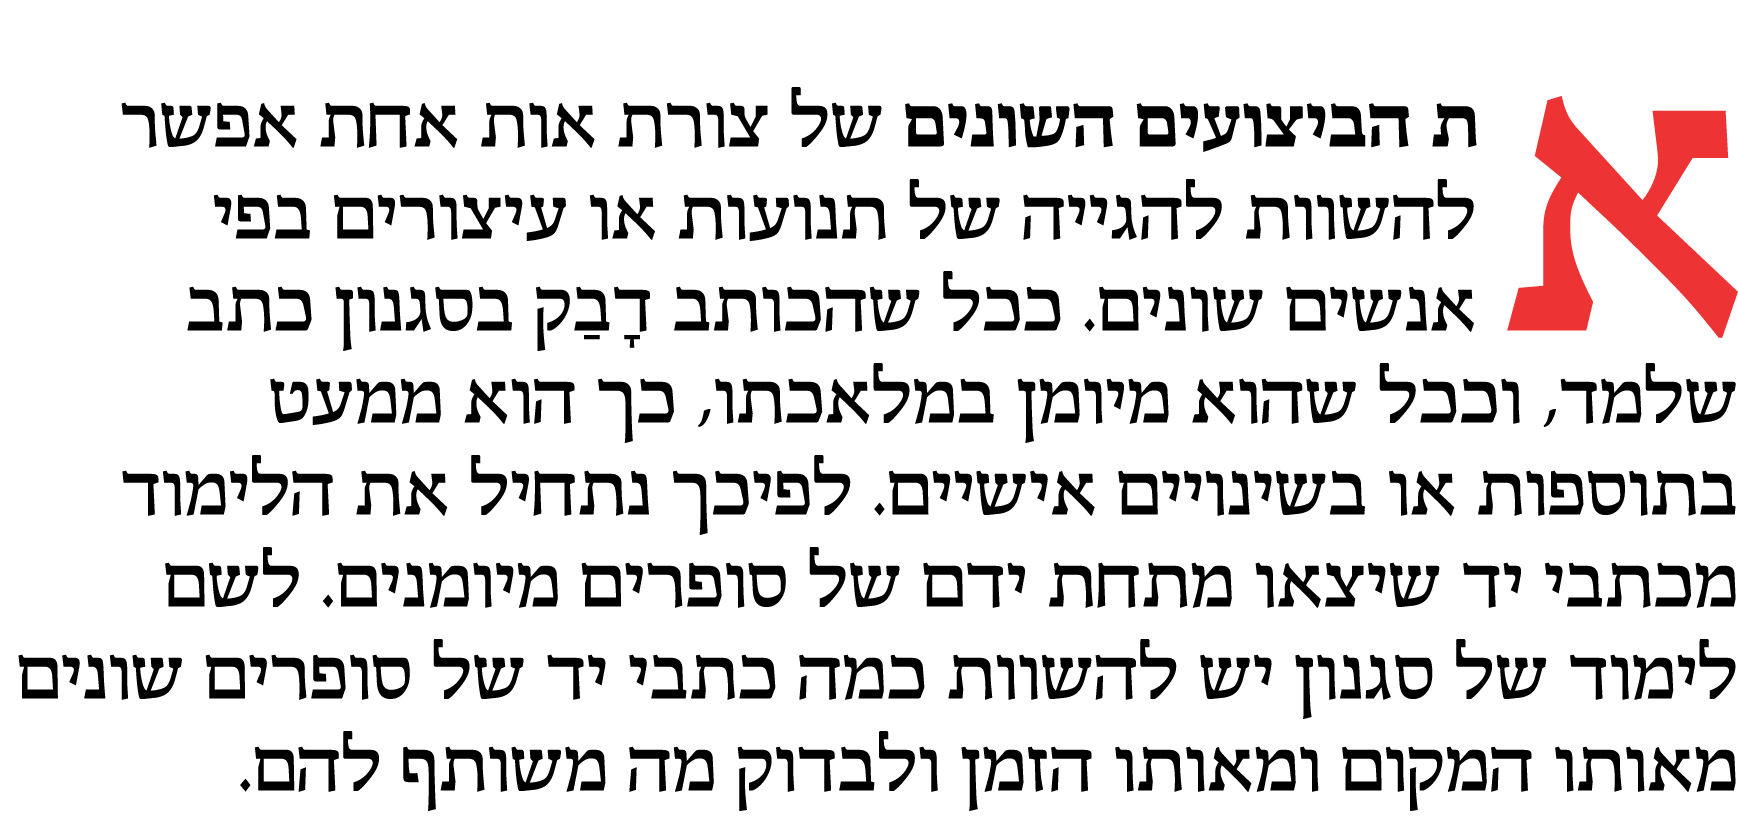 את הביצועים השונים של צורת אות אחת אפשר
להשוות להגייה של תנועות או עיצורים בפי
אנשים שונים. ככל שהכותב דָבַק בסגנון כתב
שלמד, וככל שהוא מיומן במלאכתו, כך הוא ממעט
בתוספות או בשינויים אישיים. לפיכך נתחיל את הלימוד
מכתבי יד שיצאו מתחת ידם של סופרים מיומנים. לשם
לימוד של סגנון יש להשוות כמה כתבי יד של סופרים שונים
מאותו המקום ומאותו הזמן ולבדוק מה משותף להם.